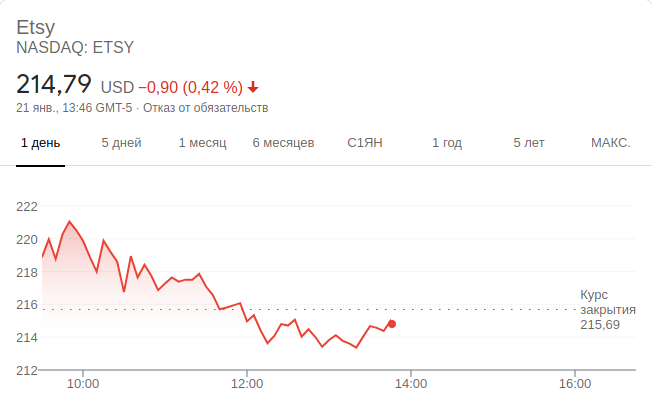 Etsy
NASDAQ: ETSY
214,79 USD −0,90 (0,42 %)
21 янв., 13:46 GMT-5 · Отказ от обязательств
1 день 5 дней 1 месяц 6 месяцев С1ЯН 1 год 5 лет МАКС.
222
220
218
216
214
212
Курс
закрытия
215,69
10:00 12:00 14:00 16:00